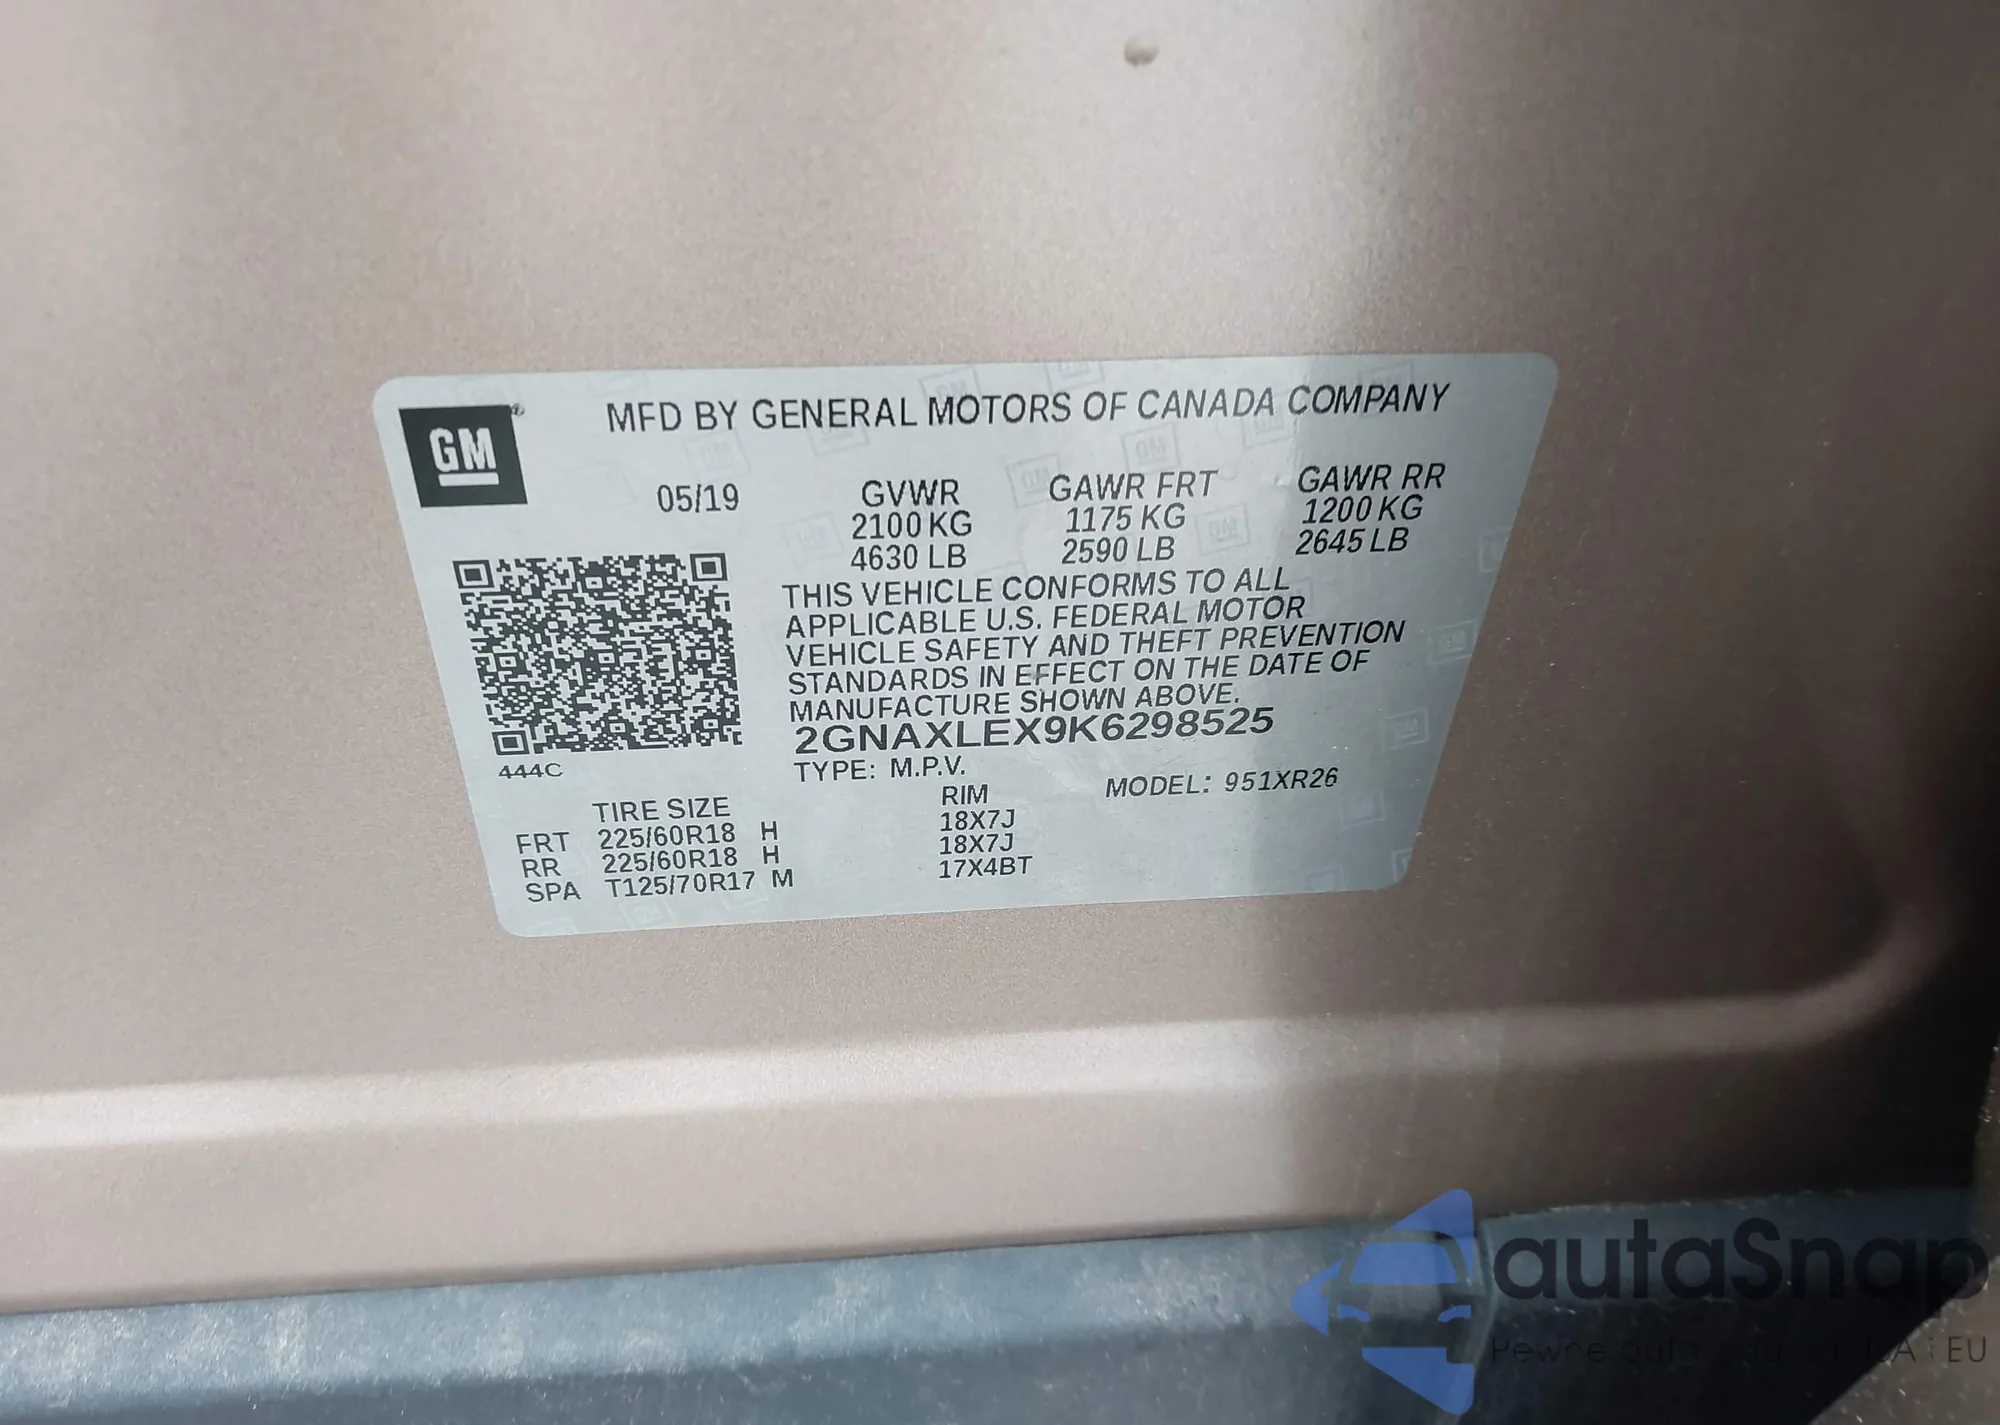 GM
MFD BY GENERAL MOTORS OF CANADA COMPANY
05/19
GVWR GAWR FRT GAWR RR
2100 KG 1175 KG 1200 KG
4630 LB 2590 LB 2645 LB
THIS VEHICLE CONFORMS TO ALL
APPLICABLE U.S. FEDERAL MOTOR
VEHICLE SAFETY AND THEFT PREVENTION
STANDARDS IN EFFECT ON THE DATE OF
MANUFACTURE SHOWN ABOVE.
2GNAXLEX9K6298525
444C
TYPE: M.P.V. MODEL: 951XR26
TIRE SIZE RIM
FRT 225/60R18 H 18X7J
RR 225/60R18 H 18X7J
SPA T125/70R17 M 17X4BT
autaSnap
Pewne auta i EU